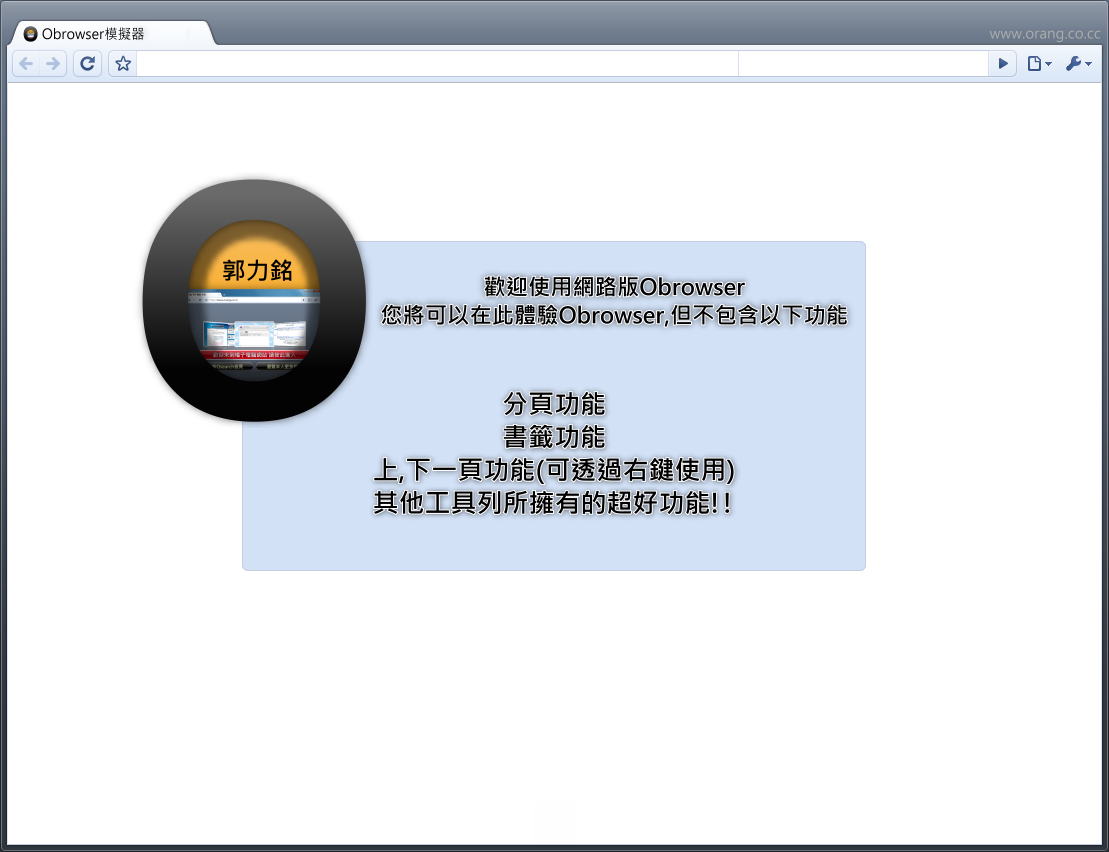 Obrowser模擬器
www.orang.co.cc
郭力銘
歡迎使用網路版Obrowser
您將可以在此體驗Obrowser,但不包含以下功能
分頁功能
書籤功能
上,下一頁功能(可透過右鍵使用)
其他工具列所擁有的超好功能!!